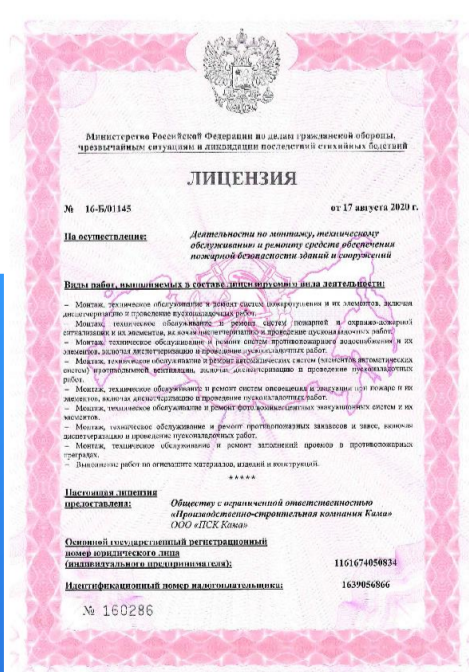 Министерство Российской Федерации по делам гражданской обороны,
чрезвычайным ситуациям и ликвидации последствий стихийных бедствий
ЛИЦЕНЗИЯ
№ 16-Б/01145 от 17 августа 2020 г.
На осуществление: Деятельности по монтажу, техническому
обслуживанию и ремонту средств обеспечения
пожарной безопасности зданий и сооружений
Виды работ, выполняемых в составе лицензируемого вида деятельности:
– Монтаж, техническое обслуживание и ремонт систем пожаротушения и их элементов, включая
диспетчеризацию и проведение пусконаладочных работ.
– Монтаж, техническое обслуживание и ремонт систем пожарной и охранно-пожарной
сигнализации и их элементов, включая диспетчеризацию и проведение пусконаладочных работ.
– Монтаж, техническое обслуживание и ремонт систем противопожарного водоснабжения и их
элементов, включая диспетчеризацию и проведение пусконаладочных работ.
– Монтаж, техническое обслуживание и ремонт автоматических систем (элементов автоматических
систем) противодымной вентиляции, включая диспетчеризацию и проведение пусконаладочных
работ.
– Монтаж, техническое обслуживание и ремонт систем оповещения и эвакуации при пожаре и их
элементов, включая диспетчеризацию и проведение пусконаладочных работ.
– Монтаж, техническое обслуживание и ремонт фотолюминесцентных эвакуационных систем и их
элементов.
– Монтаж, техническое обслуживание и ремонт противопожарных занавесов и завес, включая
диспетчеризацию и проведение пусконаладочных работ.
– Монтаж, техническое обслуживание и ремонт заполнений проемов в противопожарных
преградах.
– Выполнение работ по огнезащите материалов, изделий и конструкций.
*****
Настоящая лицензия
предоставлена: Обществу с ограниченной ответственностью
«Производственно-строительная компания Кама»
ООО «ПСК Кама»
Основной государственный регистрационный
номер юридического лица
(индивидуального предпринимателя): 1161674050834
Идентификационный номер налогоплательщика: 1639056866
№ 160286